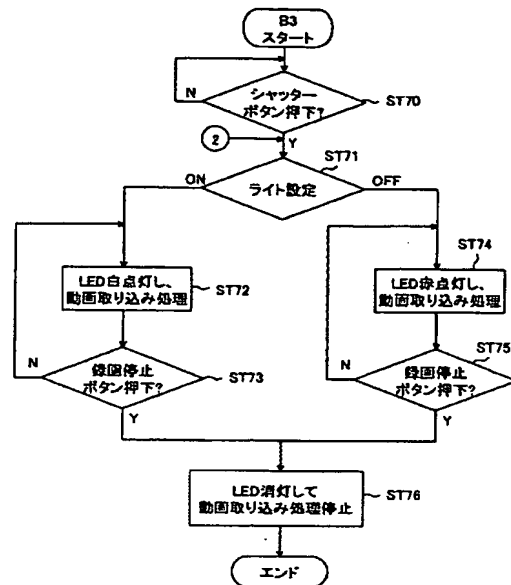 B3
スタート
シャッター
ボタン押下?
N
ST70
2
Y
ST71
ON
ライト設定
OFF
ST74
LED白点灯し、
動画取り込み処理
ST72
LED赤点灯し、
動画取り込み処理
ST75
N
録画停止
ボタン押下?
ST73
N
録画停止
ボタン押下?
Y
Y
LED消灯して
動画取り込み処理停止
ST76
エンド